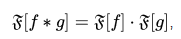 𝔉[f * g] = 𝔉[f] · 𝔉[g],